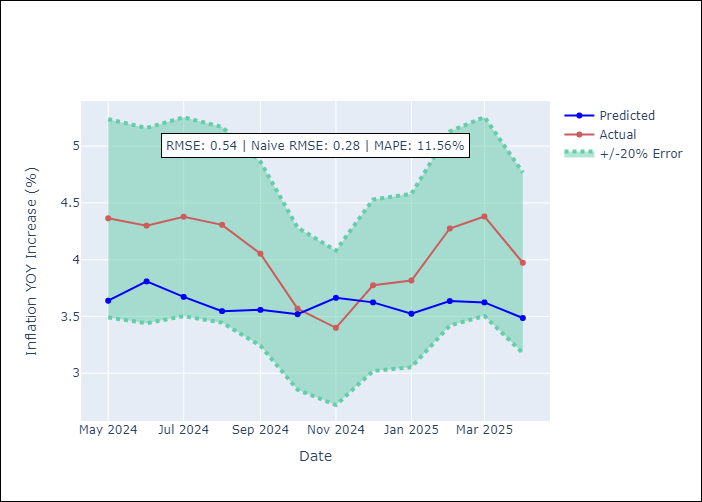 Predicted
Actual
+/-20% Error
RMSE: 0.54 | Naive RMSE: 0.28 | MAPE: 11.56%
5
4.5
4
3.5
3
Inflation YOY Increase (%)
May 2024
Jul 2024
Sep 2024
Nov 2024
Jan 2025
Mar 2025
Date